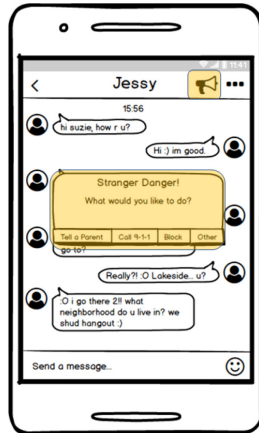 11:41
Jessy
15:56
hi suzie, how r u?
Hi :) im good.
Stranger Danger!
What would you like to do?
Tell a Parent Call 9-1-1 Block Other
go to?
Really?! :O Lakeside.. u?
:O i go there 2!! what
neighborhood do u live in? we
shud hangout :)
Send a message...